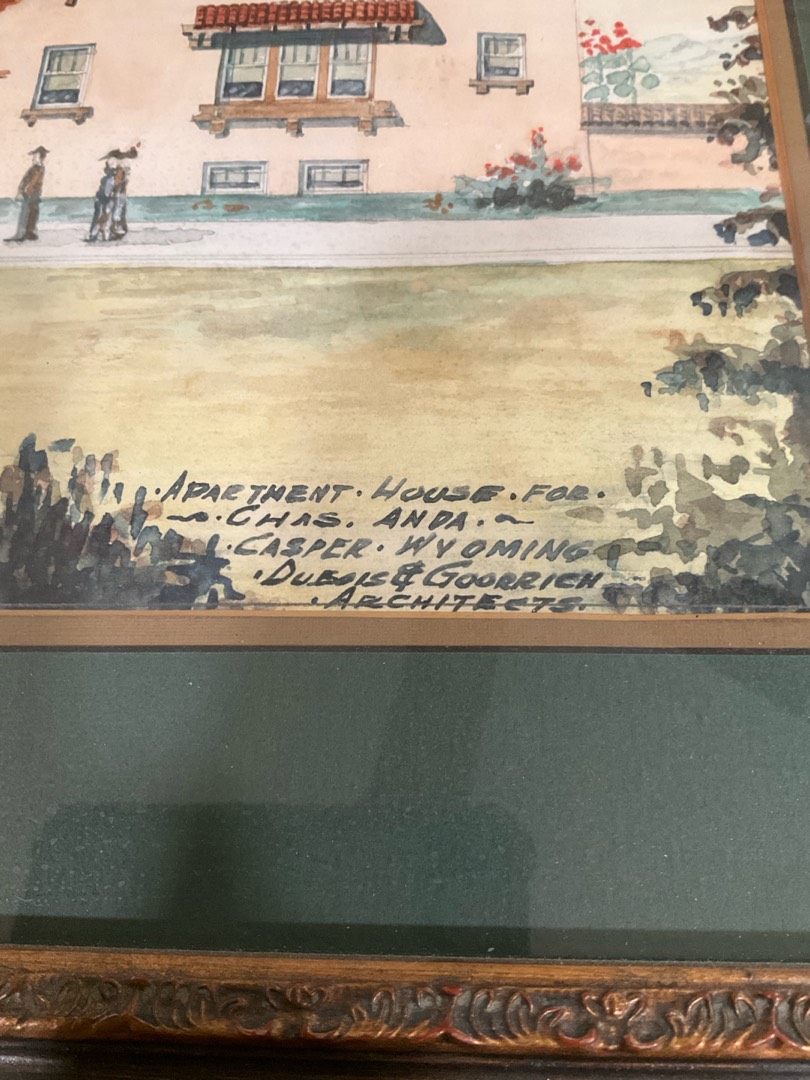 ·APARTMENT·HOUSE·FOR·
~·CHAS. ANDA.~
·CASPER·WYOMING
·DUBOIS & GOODRICH
·ARCHITECTS.